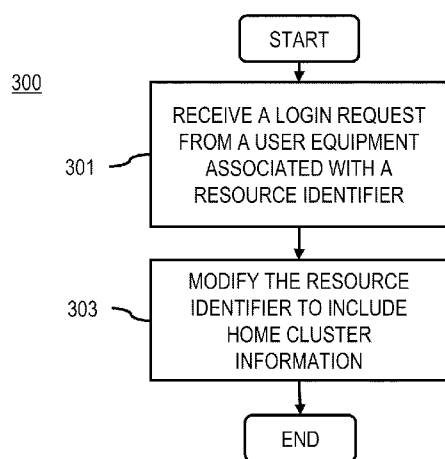 START
300
RECEIVE A LOGIN REQUEST
FROM A USER EQUIPMENT
ASSOCIATED WITH A
RESOURCE IDENTIFIER
301
MODIFY THE RESOURCE
IDENTIFIER TO INCLUDE
HOME CLUSTER
INFORMATION
303
END